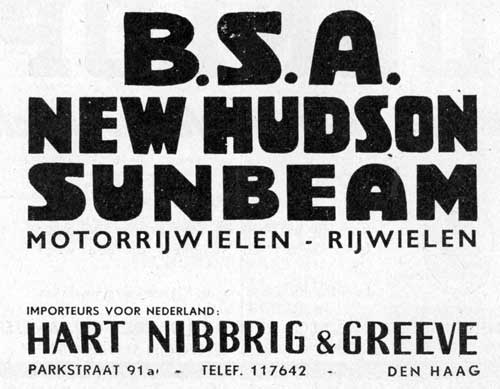 B.S.A.
NEW HUDSON
SUNBEAM
MOTORRIJWIELEN - RIJWIELEN
IMPORTEURS VOOR NEDERLAND:
HART NIBBRIG & GREEVE
PARKSTRAAT 91a, - TELEF. 117642 - DEN HAAG